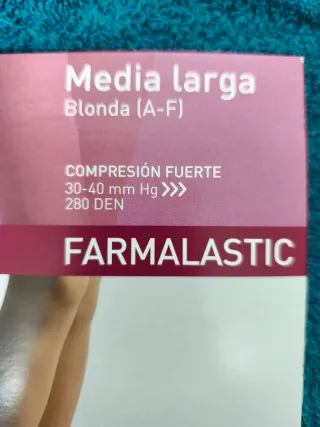 Media larga
Blonda (A-F)
COMPRESIÓN FUERTE
30-40 mm Hg
280 DEN
FARMALASTIC